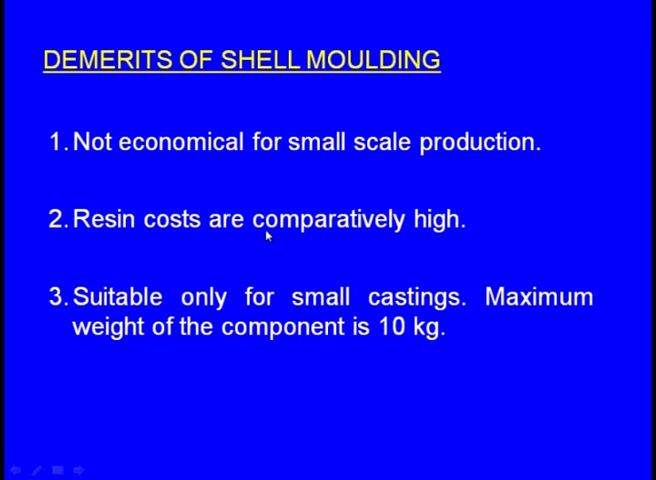 DEMERITS OF SHELL MOULDING
1. Not economical for small scale production.
2. Resin costs are comparatively high.
3. Suitable only for small castings. Maximum
weight of the component is 10 kg.